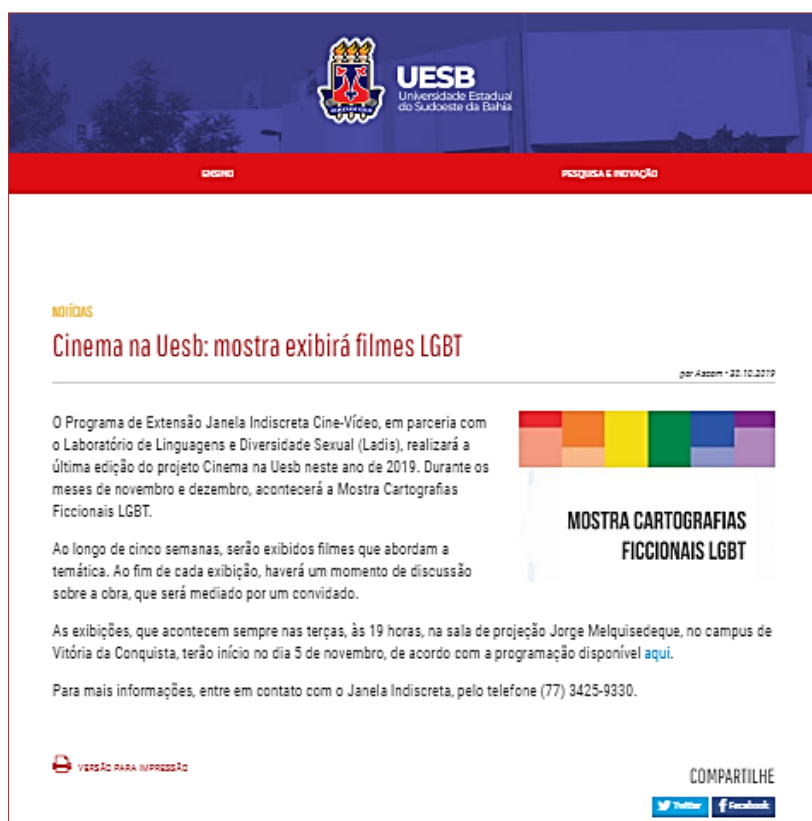 UESB
Universidade Estadual
do Sudoeste da Bahia
ENSINO
PESQUISA E INOVAÇÃO
NOTÍCIAS
Cinema na Uesb: mostra exibirá filmes LGBT
por Ascom • 30.10.2019
O Programa de Extensão Janela Indiscreta Cine-Vídeo, em parceria com
o Laboratório de Linguagens e Diversidade Sexual (Ladis), realizará a
última edição do projeto Cinema na Uesb neste ano de 2019. Durante os
meses de novembro e dezembro, acontecerá a Mostra Cartografias
Ficcionais LGBT.
MOSTRA CARTOGRAFIAS
FICCIONAIS LGBT
Ao longo de cinco semanas, serão exibidos filmes que abordam a
temática. Ao fim de cada exibição, haverá um momento de discussão
sobre a obra, que será mediado por um convidado.
As exibições, que acontecem sempre nas terças, às 19 horas, na sala de projeção Jorge Melquisedeque, no campus de
Vitória da Conquista, terão início no dia 5 de novembro, de acordo com a programação disponível aqui.
Para mais informações, entre em contato com o Janela Indiscreta, pelo telefone (77) 3425-9330.
VERSÃO PARA IMPRESSÃO
COMPARTILHE
Twitter
Facebook